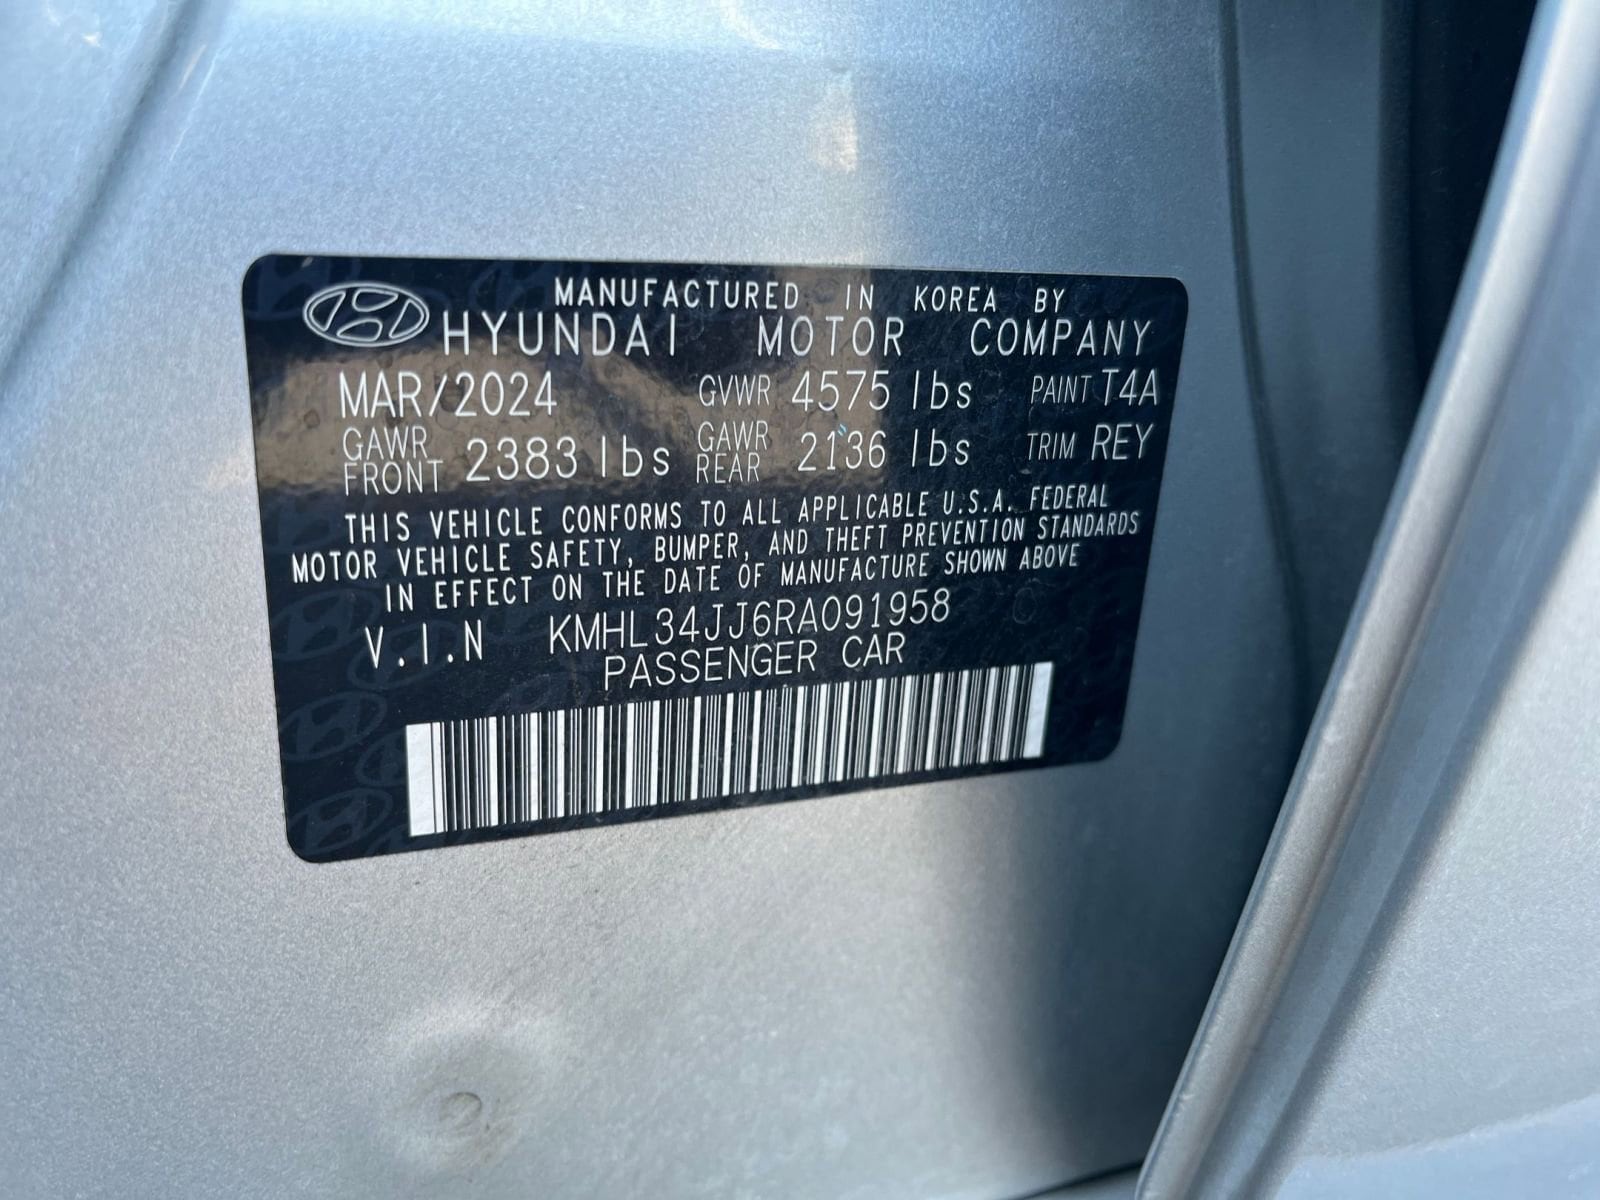 MANUFACTURED IN KOREA BY
HYUNDAI MOTOR COMPANY
MAR/2024 GVWR 4575 lbs PAINT T4A
GAWR FRONT 2383 lbs GAWR REAR 2136 lbs TRIM REY
THIS VEHICLE CONFORMS TO ALL APPLICABLE U.S.A. FEDERAL
MOTOR VEHICLE SAFETY, BUMPER, AND THEFT PREVENTION STANDARDS
IN EFFECT ON THE DATE OF MANUFACTURE SHOWN ABOVE
V.I.N KMHL34JJ6RA091958
PASSENGER CAR